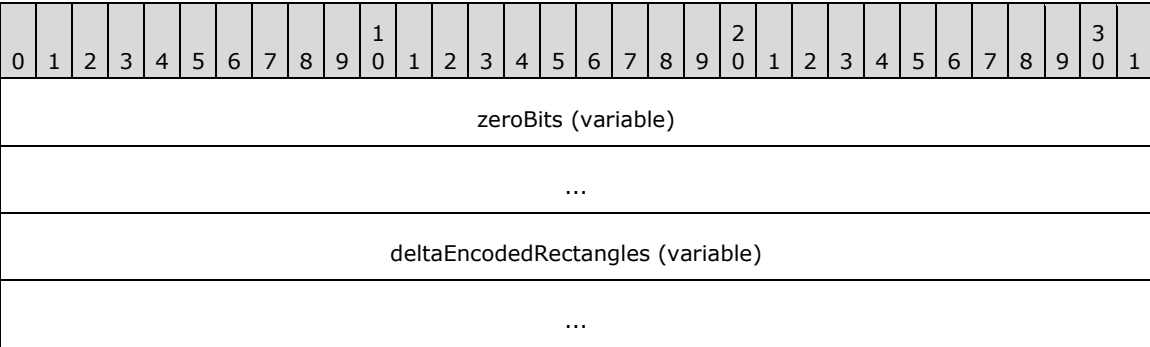 1 2 3
0 1 2 3 4 5 6 7 8 9 0 1 2 3 4 5 6 7 8 9 0 1 2 3 4 5 6 7 8 9 0 1
zeroBits (variable)
...
deltaEncodedRectangles (variable)
...